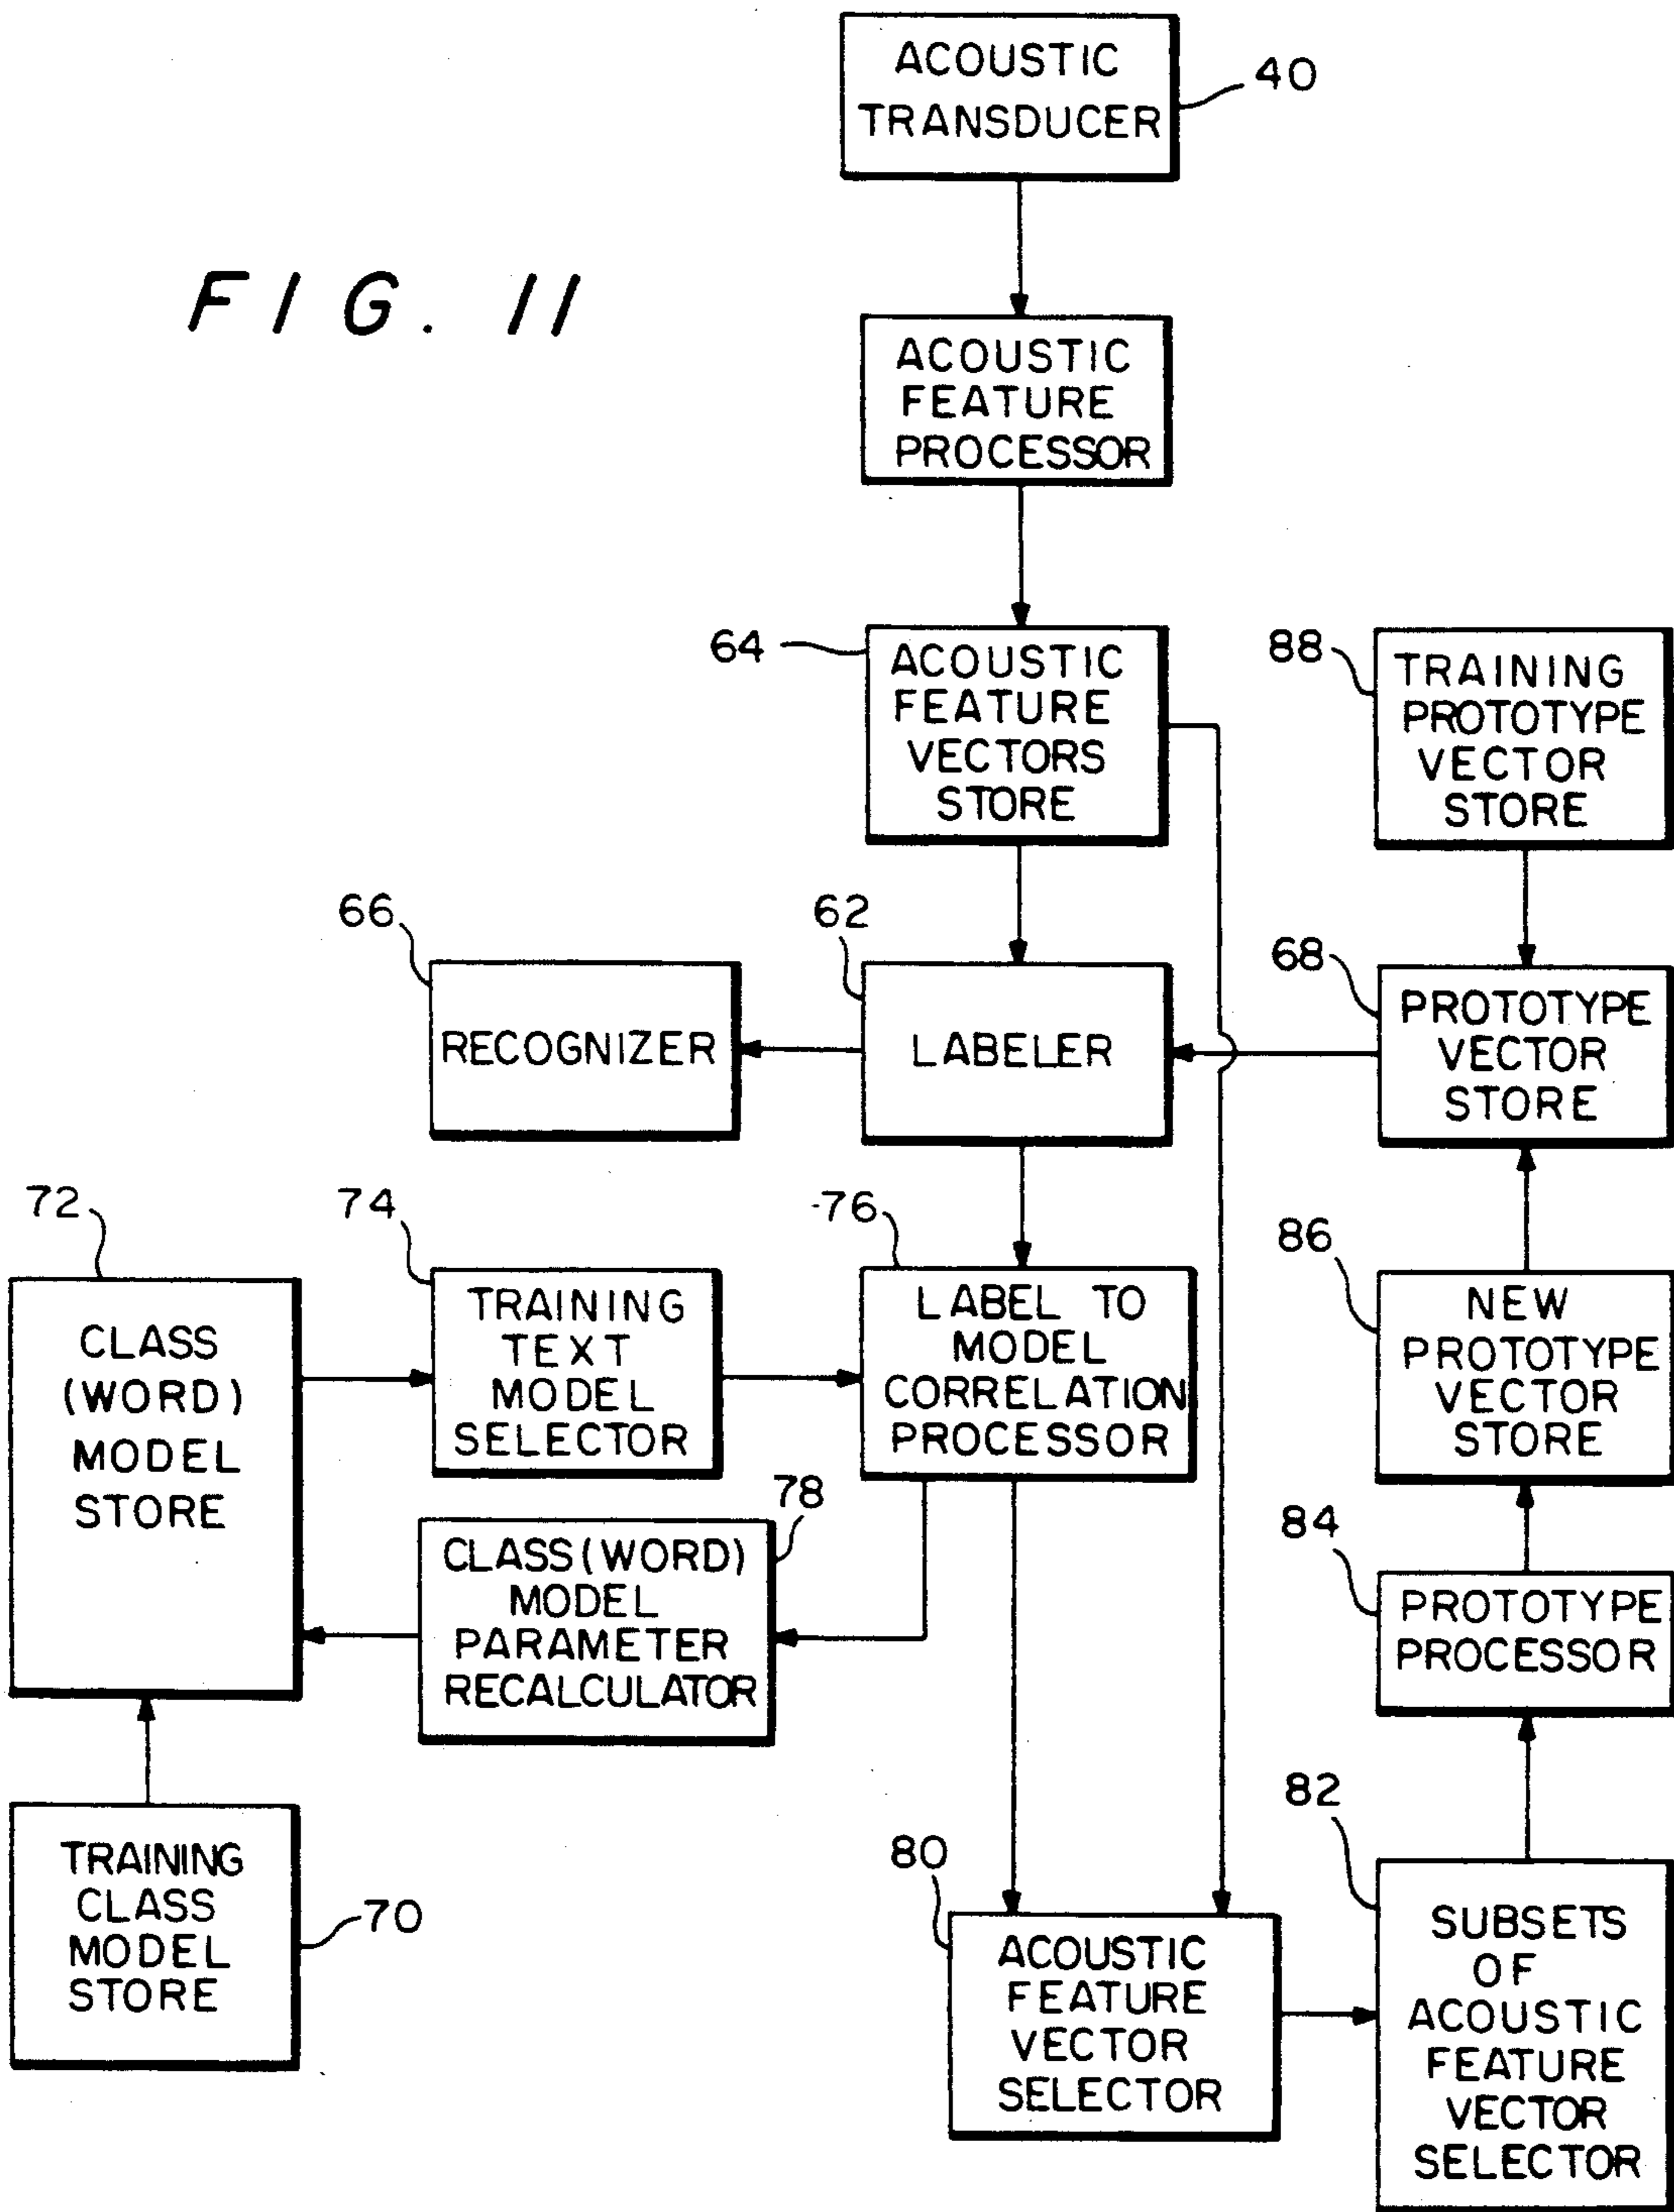 ACOUSTIC
TRANSDUCER
40
FIG. 11
ACOUSTIC
FEATURE
PROCESSOR
64
ACOUSTIC
FEATURE
VECTORS
STORE
88
TRAINING
PROTOTYPE
VECTOR
STORE
66
RECOGNIZER
62
LABELER
68
PROTOTYPE
VECTOR
STORE
72
CLASS
(WORD)
MODEL
STORE
74
TRAINING
TEXT
MODEL
SELECTOR
76
LABEL TO
MODEL
CORRELATION
PROCESSOR
86
NEW
PROTOTYPE
VECTOR
STORE
78
CLASS(WORD)
MODEL
PARAMETER
RECALCULATOR
84
PROTOTYPE
PROCESSOR
TRAINING
CLASS
MODEL
STORE
70
80
ACOUSTIC
FEATURE
VECTOR
SELECTOR
82
SUBSETS
OF
ACOUSTIC
FEATURE
VECTOR
SELECTOR